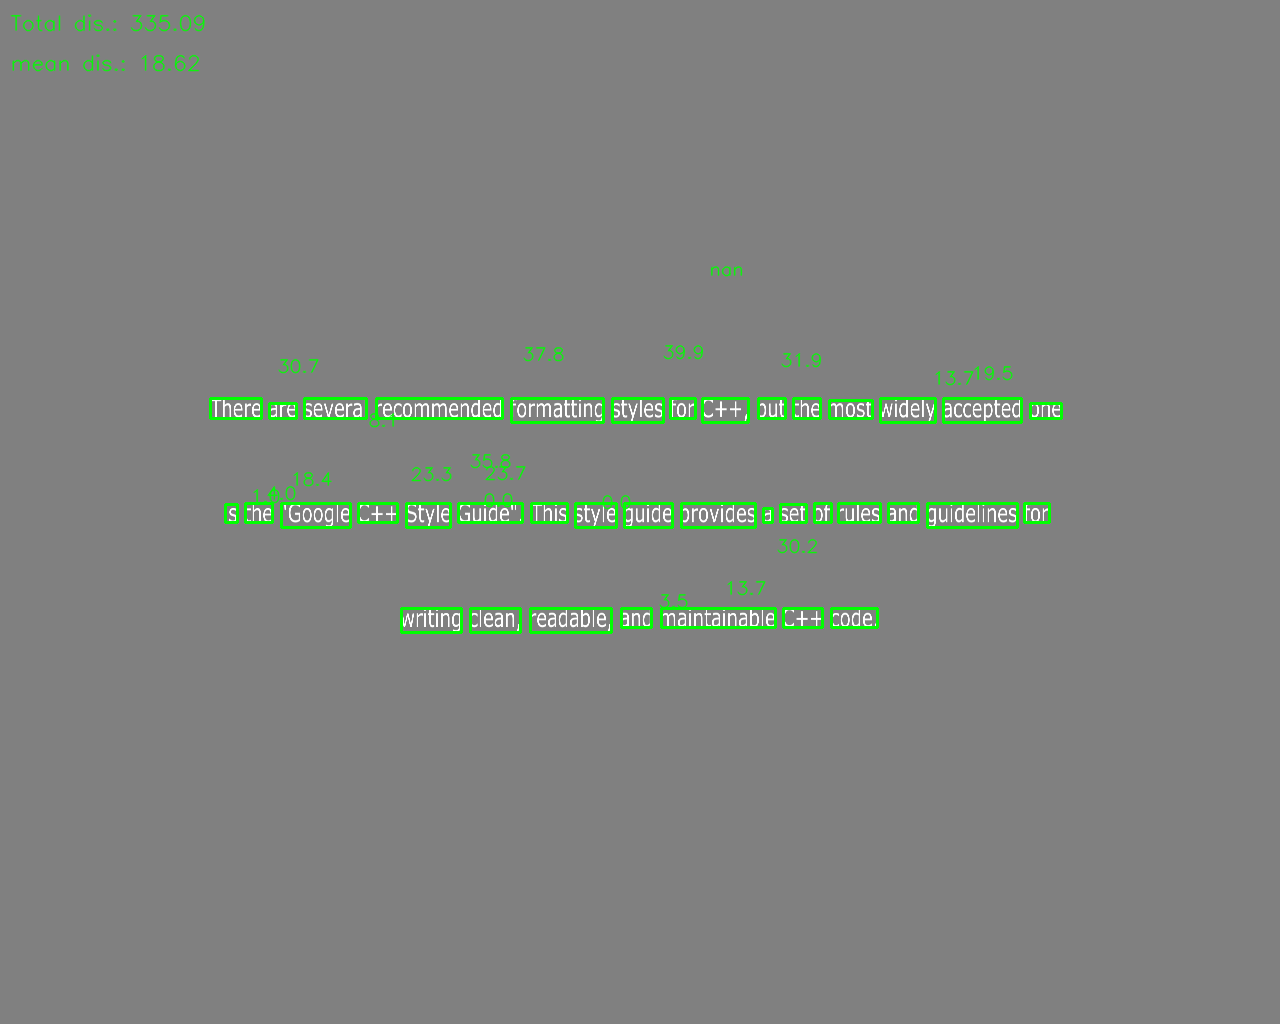 Total dis.: 335.09
mean dis.: 18.62
nan
30.7 37.8 39.9 31.9 13.7 19.5
There are several recommended formatting styles for C++, but the most widely accepted one
18.4 23.3 35.8 23.7
4.0 0.0 0.0
is the "Google C++ Style Guide". This style guide provides a set of rules and guidelines for
30.2
3.5 13.7
writing clean, readable, and maintainable C++ code.